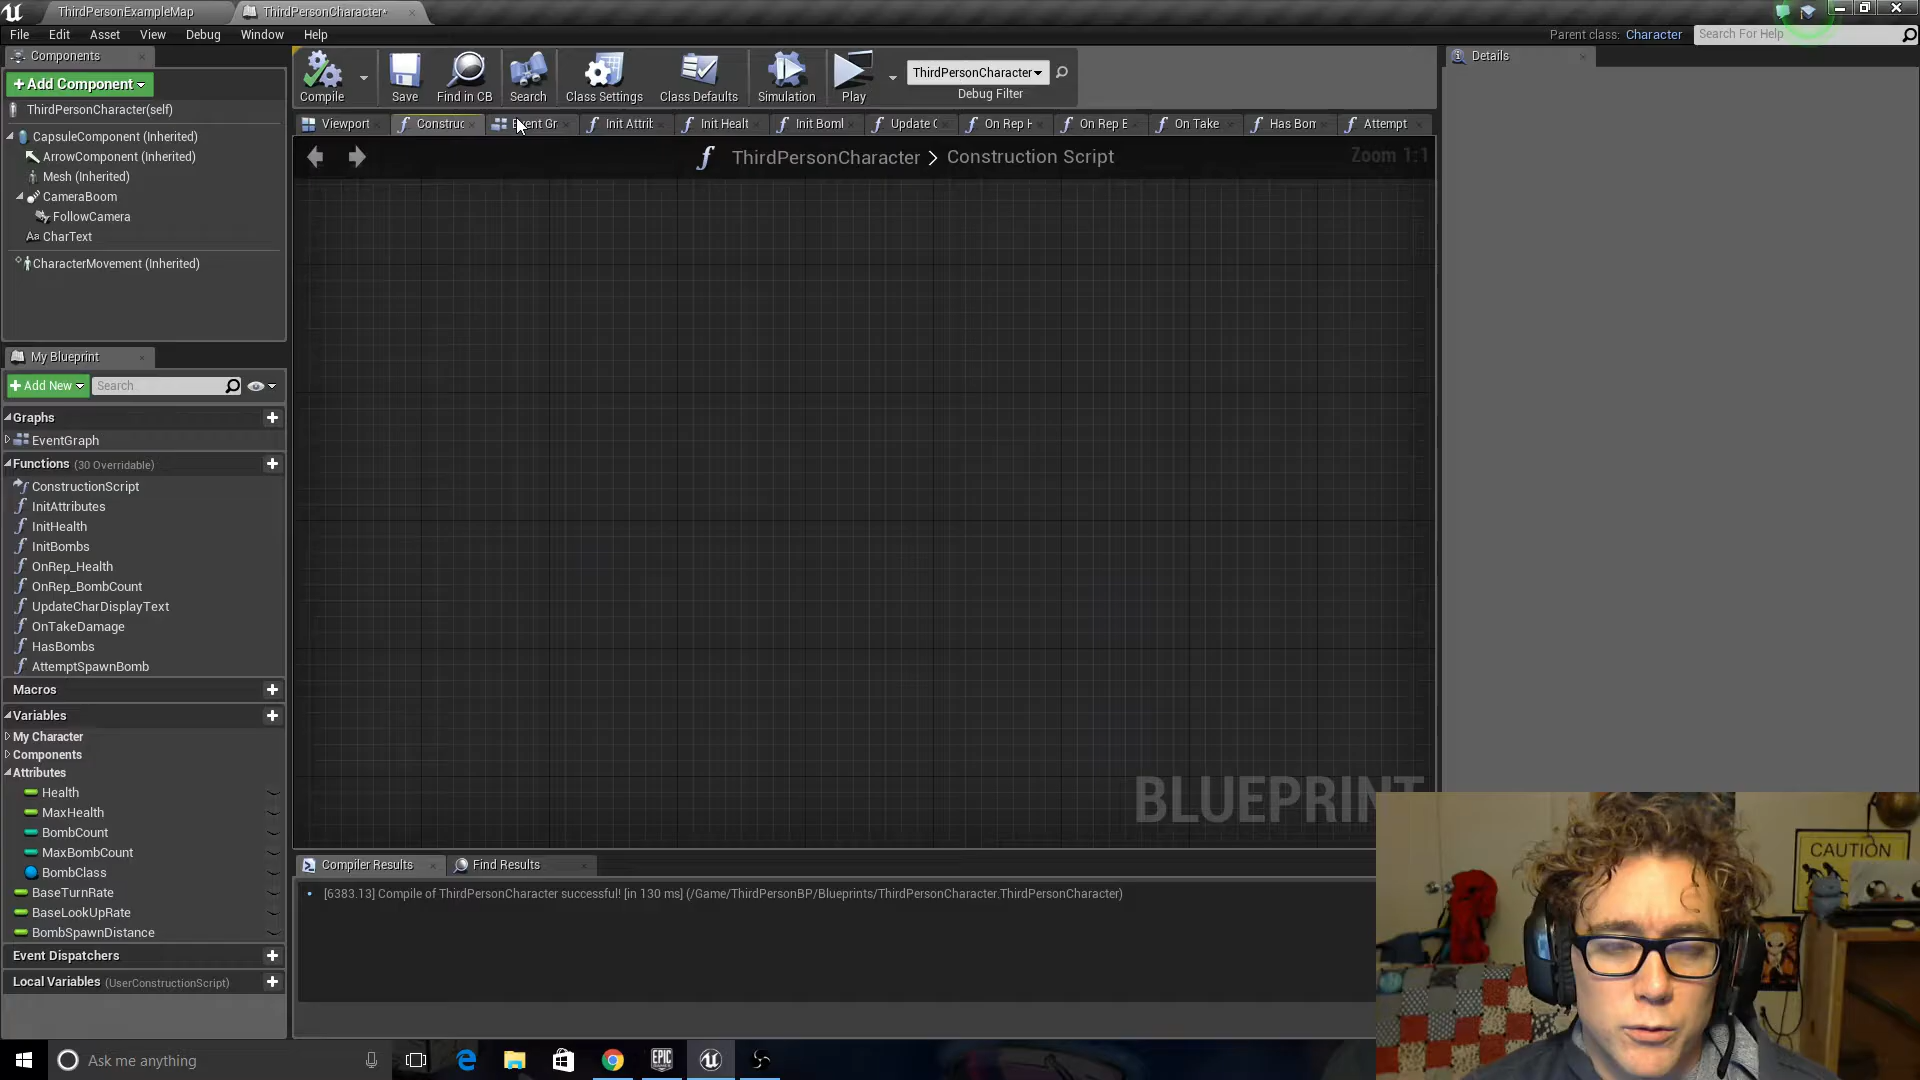 ThirdPersonExampleMap
ThirdPersonCharacter*
File Edit Asset View Debug Window Help
Parent class: Character
Search For Help
Components
+Add Component
ThirdPersonCharacter(self)
CapsuleComponent (Inherited)
ArrowComponent (Inherited)
Mesh (Inherited)
CameraBoom
FollowCamera
Aa CharText
CharacterMovement (Inherited)
Compile
Save
Find in CB
Search
Class Settings
Class Defaults
Simulation
Play
ThirdPersonCharacter
Debug Filter
Details
Viewport
f Construc
Event Gr
f Init Attrib
f Init Healt
f Init Boml
f Update C
f On Rep H
f On Rep E
f On Take
f Has Bon
f Attempt
f ThirdPersonCharacter > Construction Script
Zoom 1:1
My Blueprint
+Add New
Search
Graphs
EventGraph
Functions (30 Overridable)
f ConstructionScript
f InitAttributes
f InitHealth
f InitBombs
f OnRep_Health
f OnRep_BombCount
f UpdateCharDisplayText
f OnTakeDamage
f HasBombs
f AttemptSpawnBomb
Macros
Variables
My Character
Components
Attributes
Health
MaxHealth
BombCount
MaxBombCount
BombClass
BaseTurnRate
BaseLookUpRate
BombSpawnDistance
Event Dispatchers
Local Variables (UserConstructionScript)
BLUEPRINT
Compiler Results
Find Results
[6383.13] Compile of ThirdPersonCharacter successful! [in 130 ms] (/Game/ThirdPersonBP/Blueprints/ThirdPersonCharacter.ThirdPersonCharacter)
CAUTION
Ask me anything
EPIC
GAMES